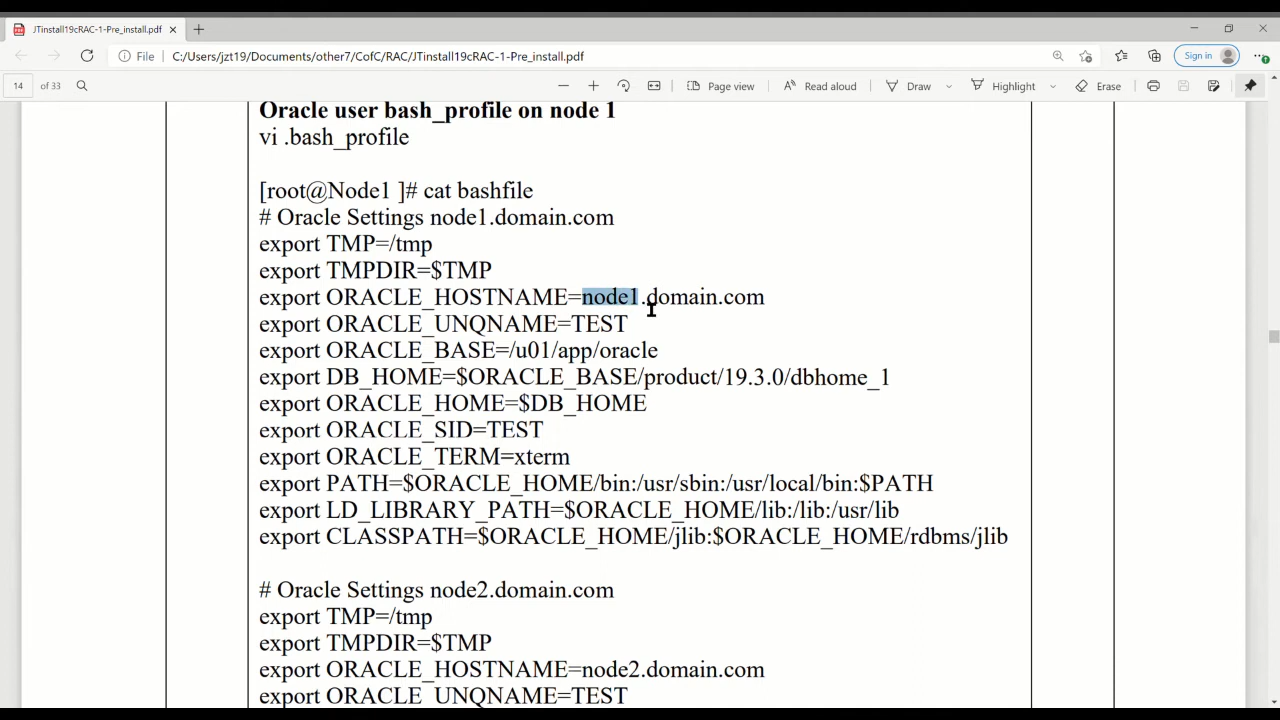 JTinstall19cRAC-1-Pre_install.pdf
File C:/Users/jzt19/Documents/other7/CofC/RAC/JTinstall19cRAC-1-Pre_install.pdf Sign in
14 of 33 Page view Read aloud Draw Highlight Erase
Oracle user bash_profile on node 1
vi .bash_profile
[root@Node1 ]# cat bashfile
# Oracle Settings node1.domain.com
export TMP=/tmp
export TMPDIR=$TMP
export ORACLE_HOSTNAME=node1.domain.com
export ORACLE_UNQNAME=TEST
export ORACLE_BASE=/u01/app/oracle
export DB_HOME=$ORACLE_BASE/product/19.3.0/dbhome_1
export ORACLE_HOME=$DB_HOME
export ORACLE_SID=TEST
export ORACLE_TERM=xterm
export PATH=$ORACLE_HOME/bin:/usr/sbin:/usr/local/bin:$PATH
export LD_LIBRARY_PATH=$ORACLE_HOME/lib:/lib:/usr/lib
export CLASSPATH=$ORACLE_HOME/jlib:$ORACLE_HOME/rdbms/jlib
# Oracle Settings node2.domain.com
export TMP=/tmp
export TMPDIR=$TMP
export ORACLE_HOSTNAME=node2.domain.com
export ORACLE_UNQNAME=TEST